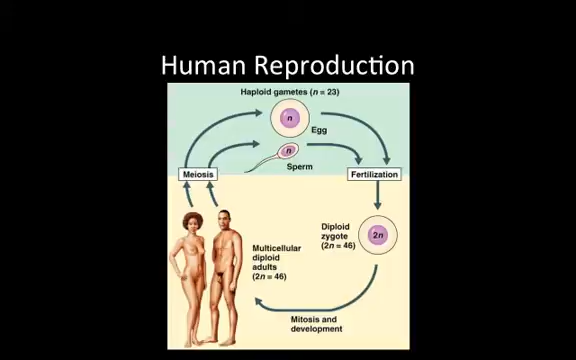 Human Reproduction
Haploid gametes (n = 23)
n
Egg
n
Sperm
Meiosis
Fertilization
Diploid
zygote
(2n = 46)
2n
Multicellular
diploid
adults
(2n = 46)
Mitosis and
development